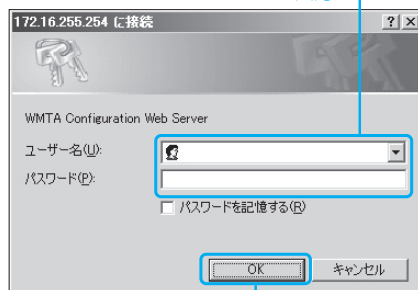 172.16.255.254 に接続
WMTA Configuration Web Server
ユーザー名(U):
パスワード(P):
パスワードを記憶する(R)
OK
キャンセル